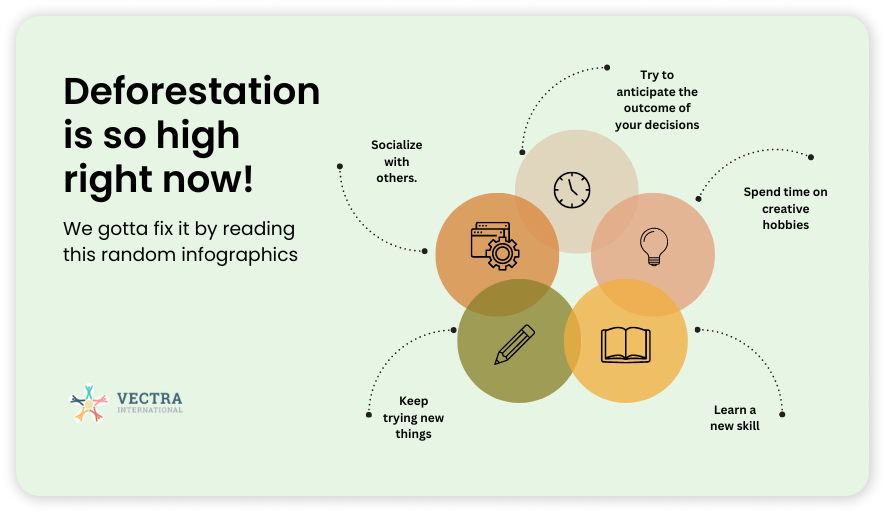 Deforestation
is so high
right now!
We gotta fix it by reading
this random infographics
VECTRA
INTERNATIONAL
Socialize
with
others.
Try to
anticipate the
outcome of
your decisions
Spend time on
creative
hobbies
Keep
trying new
things
Learn a
new skill